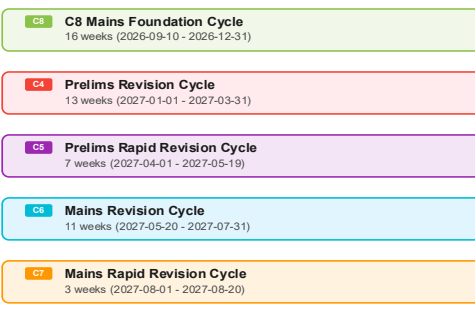 C8 C8 Mains Foundation Cycle
16 weeks (2026-09-10 - 2026-12-31)
C4 Prelims Revision Cycle
13 weeks (2027-01-01 - 2027-03-31)
C5 Prelims Rapid Revision Cycle
7 weeks (2027-04-01 - 2027-05-19)
C6 Mains Revision Cycle
11 weeks (2027-05-20 - 2027-07-31)
C7 Mains Rapid Revision Cycle
3 weeks (2027-08-01 - 2027-08-20)